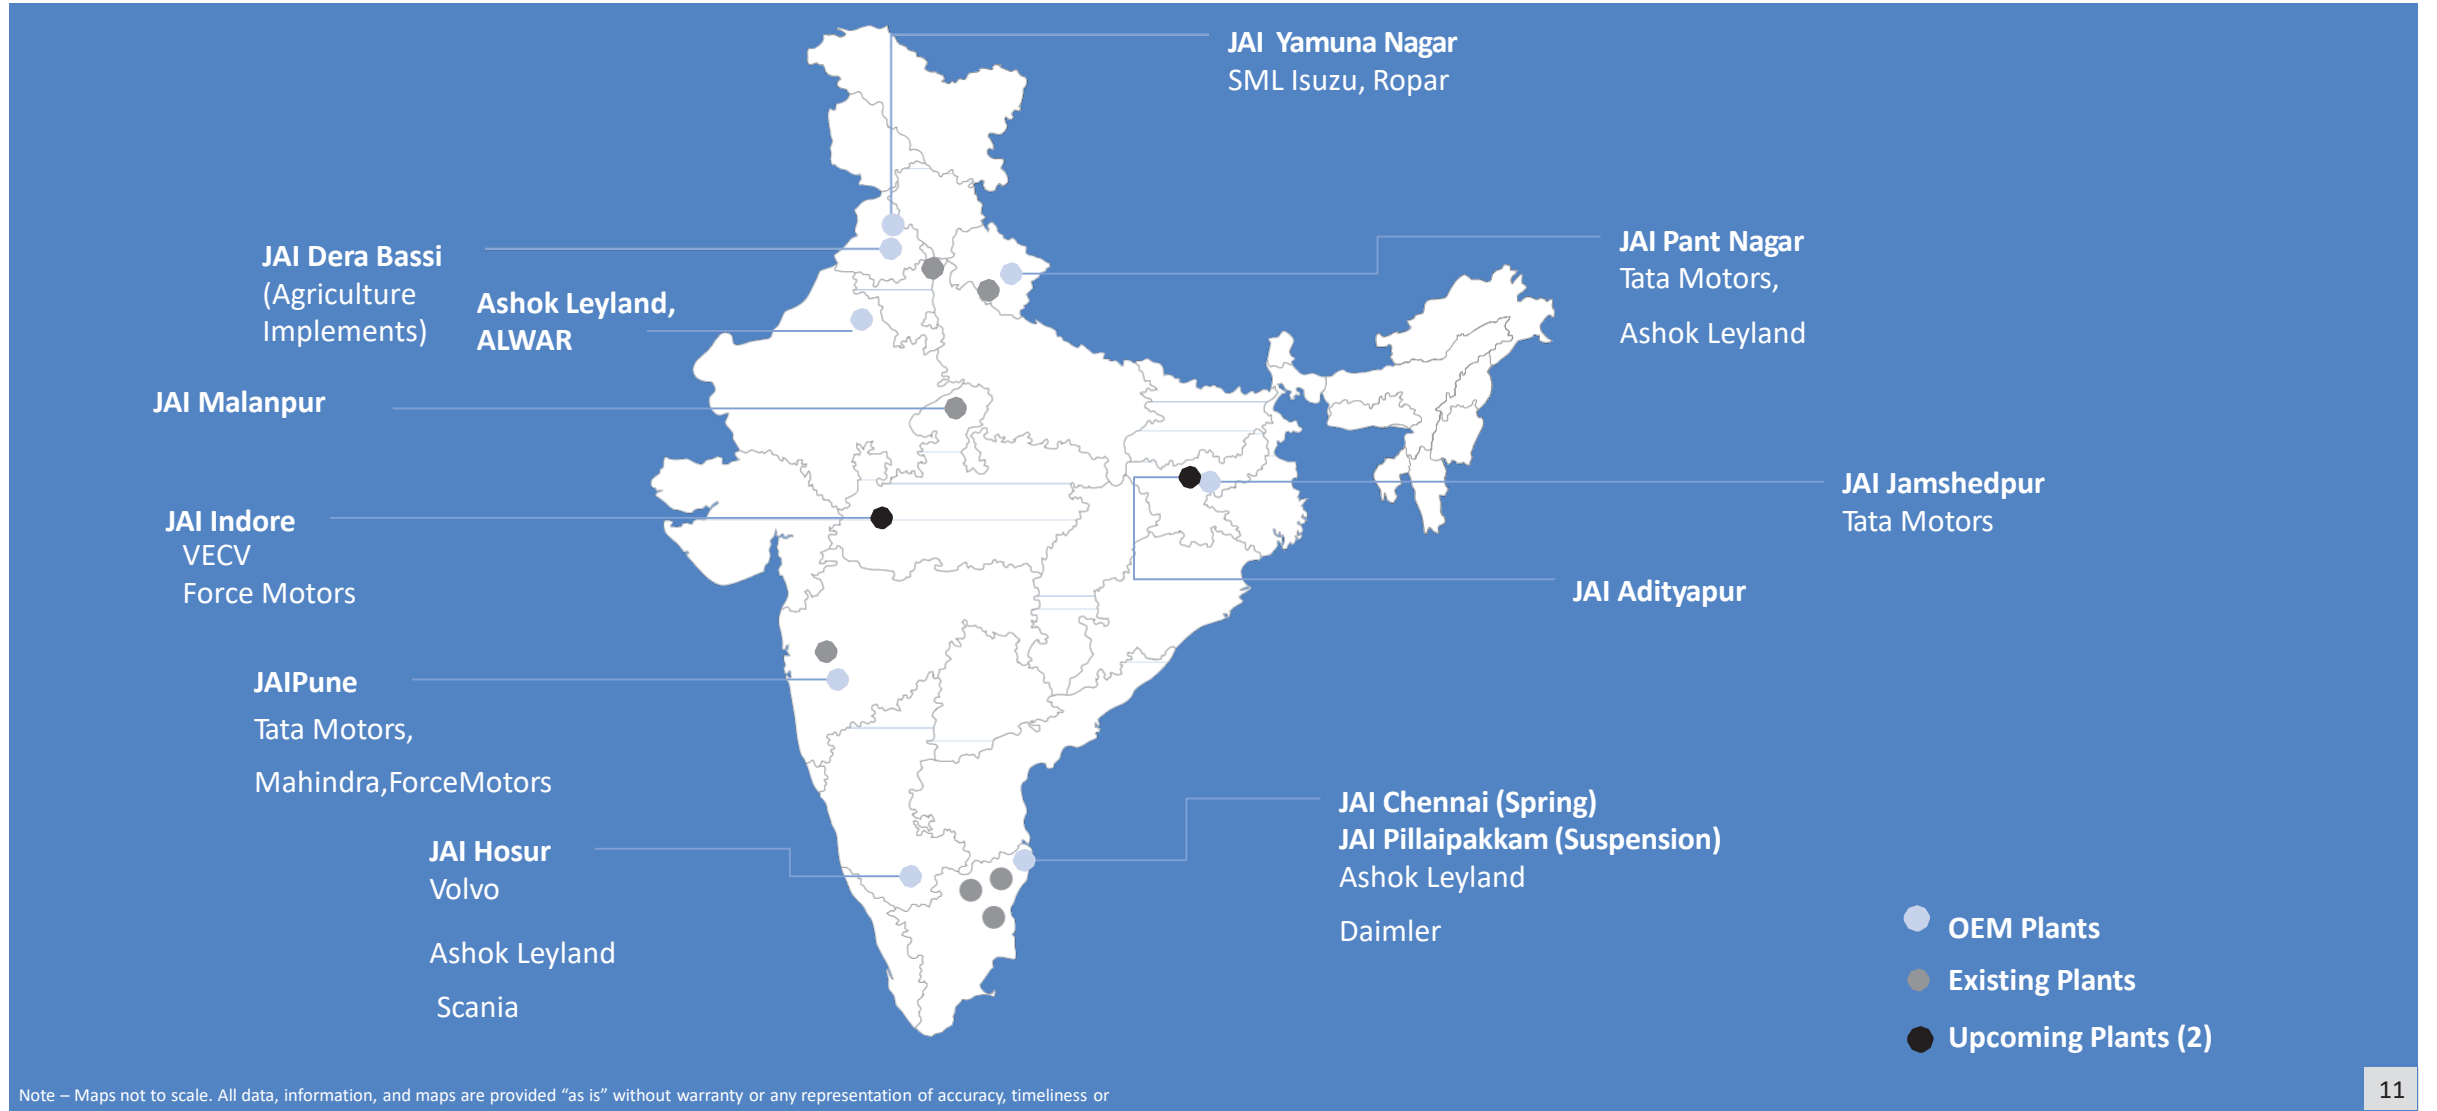 JAI  Yamuna Nagar
SML Isuzu, Ropar
JAI Dera Bassi
(Agriculture
Implements)
Ashok Leyland,
ALWAR
JAI Pant Nagar
Tata Motors,
Ashok Leyland
JAI Malanpur
JAI Jamshedpur
Tata Motors
JAI Indore
VECV
Force Motors
JAI Adityapur
JAIPune
Tata Motors,
Mahindra,ForceMotors
JAI Chennai (Spring)
JAI Pillaipakkam (Suspension)
Ashok Leyland
Daimler
JAI Hosur
Volvo
Ashok Leyland
Scania
OEM Plants
Existing Plants
Upcoming Plants (2)
Note – Maps not to scale. All data, information, and maps are provided “as is” without warranty or any representation of accuracy, timeliness or
11